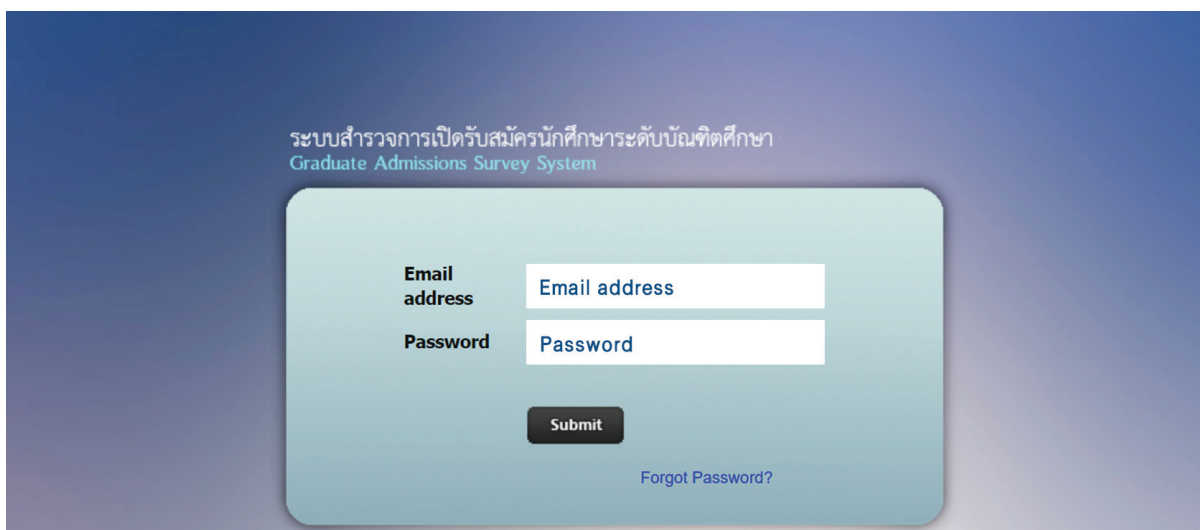 ระบบสำรวจการเปิดรับสมัครนักศึกษาระดับบัณฑิตศึกษา
Graduate Admissions Survey System
Email
address
Email address
Password
Password
Submit
Forgot Password?